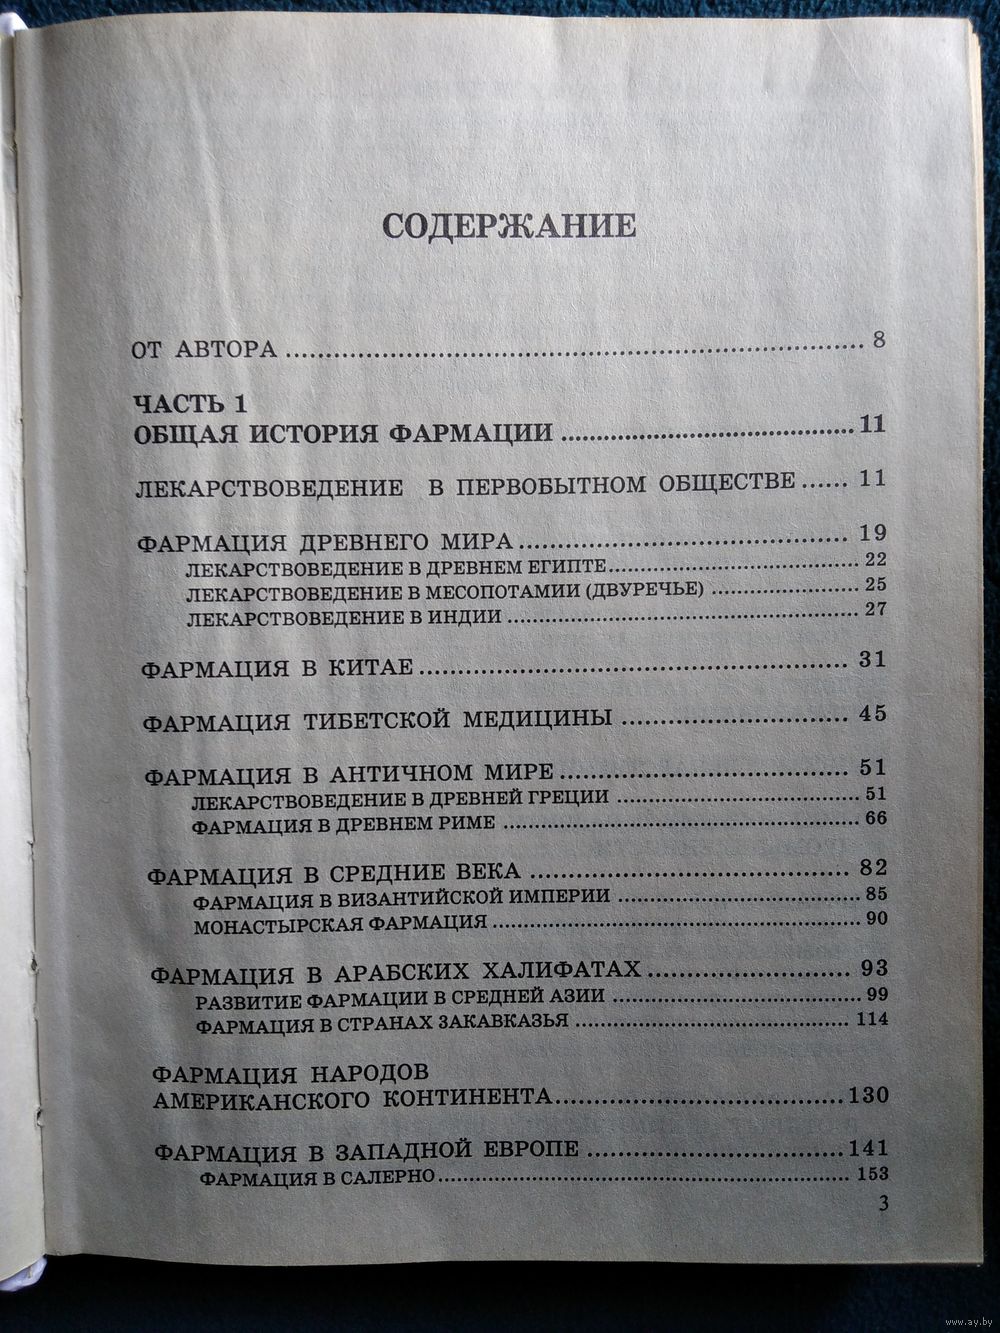 СОДЕРЖАНИЕ
ОТ АВТОРА ........................................ 8
ЧАСТЬ 1
ОБЩАЯ ИСТОРИЯ ФАРМАЦИИ ........................................ 11
ЛЕКАРСТВОВЕДЕНИЕ В ПЕРВОБЫТНОМ ОБЩЕСТВЕ ...... 11
ФАРМАЦИЯ ДРЕВНЕГО МИРА ........................................ 19
ЛЕКАРСТВОВЕДЕНИЕ В ДРЕВНЕМ ЕГИПТЕ ........................................ 22
ЛЕКАРСТВОВЕДЕНИЕ В МЕСОПОТАМИИ (ДВУРЕЧЬЕ) .................... 25
ЛЕКАРСТВОВЕДЕНИЕ В ИНДИИ ........................................ 27
ФАРМАЦИЯ В КИТАЕ ........................................ 31
ФАРМАЦИЯ ТИБЕТСКОЙ МЕДИЦИНЫ ........................... 45
ФАРМАЦИЯ В АНТИЧНОМ МИРЕ ................................... 51
ЛЕКАРСТВОВЕДЕНИЕ В ДРЕВНЕЙ ГРЕЦИИ ................................... 51
ФАРМАЦИЯ В ДРЕВНЕМ РИМЕ ........................................ 66
ФАРМАЦИЯ В СРЕДНИЕ ВЕКА ........................................ 82
ФАРМАЦИЯ В ВИЗАНТИЙСКОЙ ИМПЕРИИ ................................... 85
МОНАСТЫРСКАЯ ФАРМАЦИЯ ........................................ 90
ФАРМАЦИЯ В АРАБСКИХ ХАЛИФАТАХ ......................... 93
РАЗВИТИЕ ФАРМАЦИИ В СРЕДНЕЙ АЗИИ ................................... 99
ФАРМАЦИЯ В СТРАНАХ ЗАКАВКАЗЬЯ ........................................ 114
ФАРМАЦИЯ НАРОДОВ
АМЕРИКАНСКОГО КОНТИНЕНТА ................................... 130
ФАРМАЦИЯ В ЗАПАДНОЙ ЕВРОПЕ ............................... 141
ФАРМАЦИЯ В САЛЕРНО ........................................ 153
3
www.ay.by